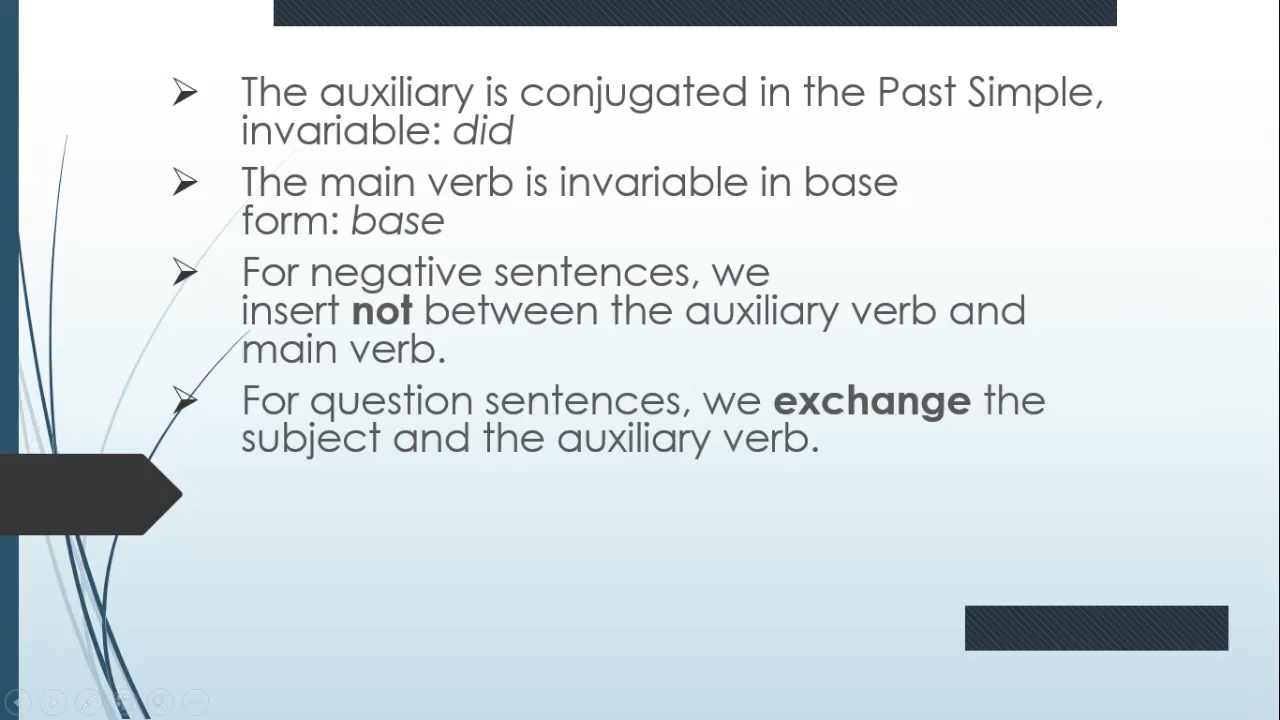 The auxiliary is conjugated in the Past Simple,
invariable: did
The main verb is invariable in base
form: base
For negative sentences, we
insert not between the auxiliary verb and
main verb.
For question sentences, we exchange the
subject and the auxiliary verb.